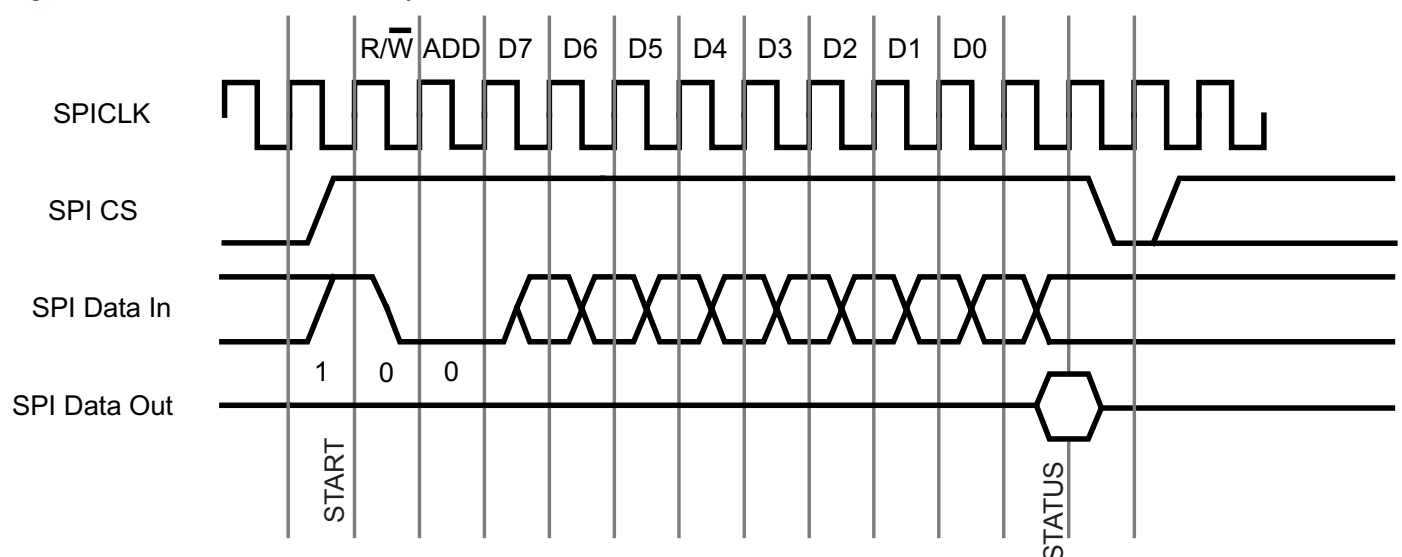 R/W ADD D7 D6 D5 D4 D3 D2 D1 D0
SPICLK
SPI CS
SPI Data In
1 0 0
SPI Data Out
START
STATUS